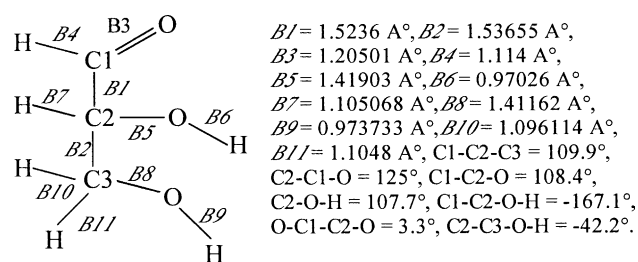 H B4 B3 O
C1
B1
H B7 C2 B5 O B6 H
B2
H B10 C3 B8 O B9 H
H B11
B1= 1.5236 A°, B2= 1.53655 A°,
B3= 1.20501 A°, B4= 1.114 A°,
B5= 1.41903 A°, B6= 0.97026 A°,
B7= 1.105068 A°, B8= 1.41162 A°,
B9= 0.973733 A°, B10= 1.096114 A°,
B11= 1.1048 A°, C1-C2-C3 = 109.9°,
C2-C1-O = 125°, C1-C2-O = 108.4°,
C2-O-H = 107.7°, C1-C2-O-H = -167.1°,
O-C1-C2-O = 3.3°, C2-C3-O-H = -42.2°.